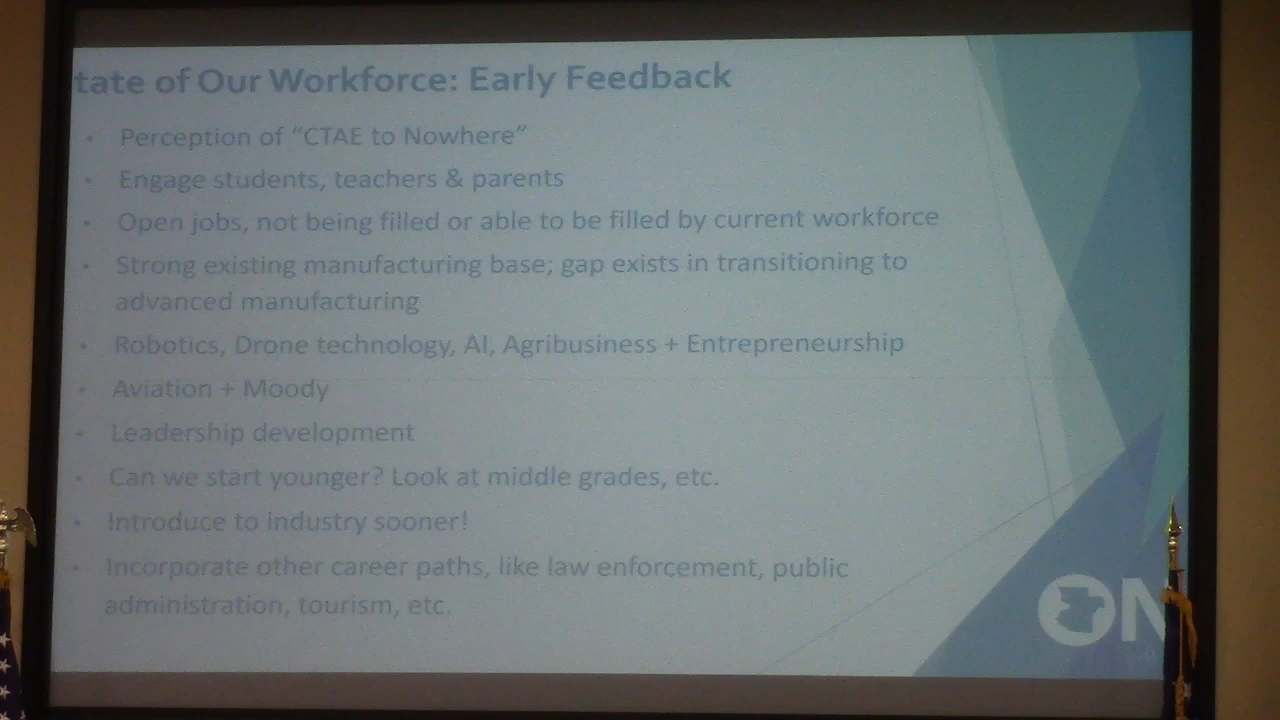 tate of Our Workforce: Early Feedback
• Perception of “CTAE to Nowhere”
• Engage students, teachers & parents
• Open jobs, not being filled or able to be filled by current workforce
• Strong existing manufacturing base; gap exists in transitioning to
advanced manufacturing
• Robotics, Drone technology, AI, Agribusiness + Entrepreneurship
• Aviation + Moody
• Leadership development
• Can we start younger? Look at middle grades, etc.
• Introduce to industry sooner!
• Incorporate other career paths, like law enforcement, public
administration, tourism, etc.
ON